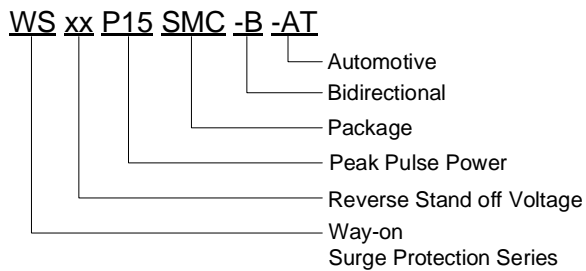 WS xx P15 SMC -B -AT
Automotive
Bidirectional
Package
Peak Pulse Power
Reverse Stand off Voltage
Way-on
Surge Protection Series